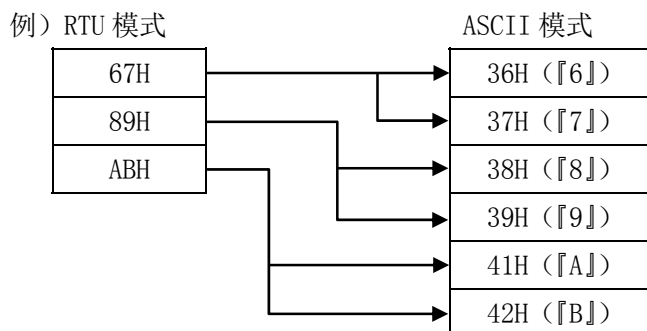 例）RTU 模式 ASCII 模式
67H 36H（『6』）
37H（『7』）
89H
38H（『8』）
ABH 39H（『9』）
41H（『A』）
42H（『B』）